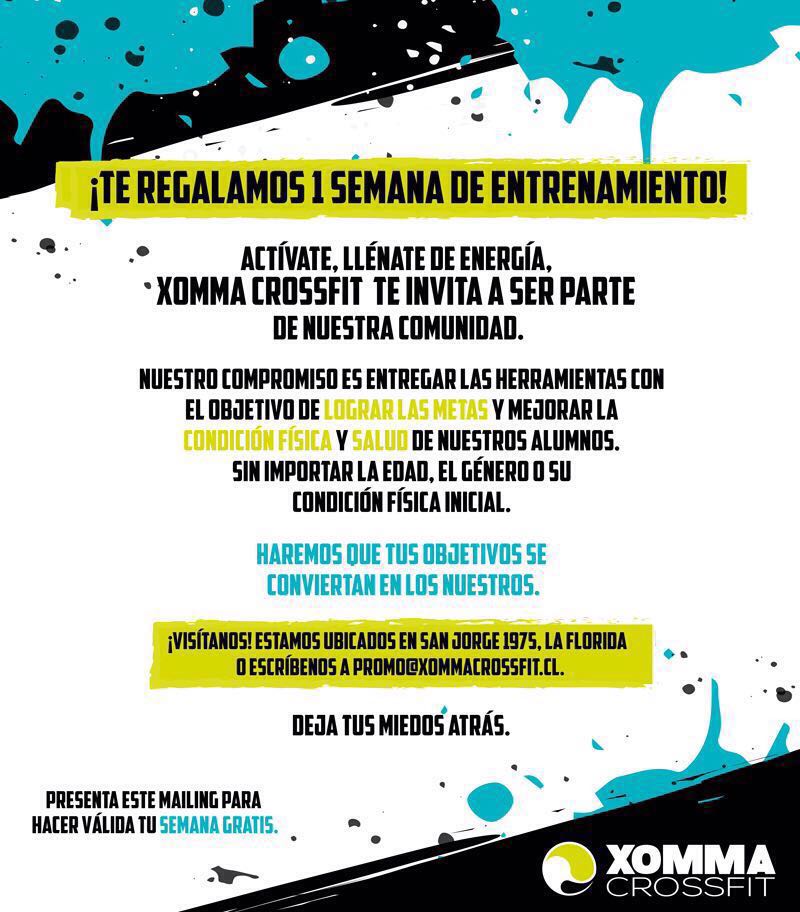 ¡TE REGALAMOS 1 SEMANA DE ENTRENAMIENTO!
ACTÍVATE, LLÉNATE DE ENERGÍA,
XOMMA CROSSFIT TE INVITA A SER PARTE
DE NUESTRA COMUNIDAD.
NUESTRO COMPROMISO ES ENTREGAR LAS HERRAMIENTAS CON
EL OBJETIVO DE LOGRAR LAS METAS Y MEJORAR LA
CONDICIÓN FÍSICA Y SALUD DE NUESTROS ALUMNOS.
SIN IMPORTAR LA EDAD, EL GÉNERO O SU
CONDICIÓN FÍSICA INICIAL.
HAREMOS QUE TUS OBJETIVOS SE
CONVIERTAN EN LOS NUESTROS.
¡VISÍTANOS! ESTAMOS UBICADOS EN SAN JORGE 1975, LA FLORIDA
O ESCRÍBENOS A PROMO@XOMMACROSSFIT.CL.
DEJA TUS MIEDOS ATRÁS.
PRESENTA ESTE MAILING PARA
HACER VÁLIDA TU SEMANA GRATIS.
XOMMA
CROSSFIT